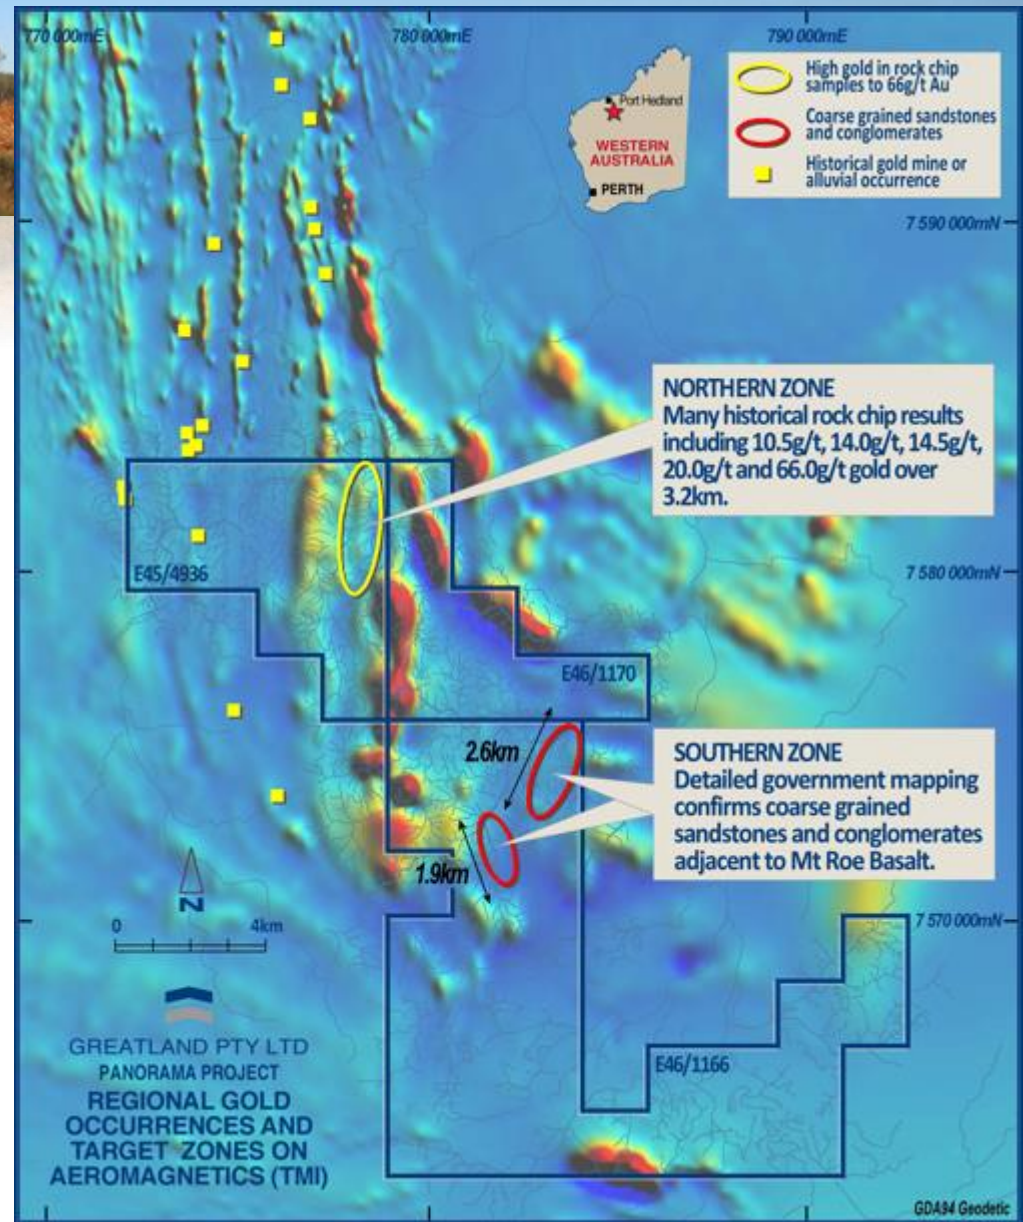 770 000mE
780 000mE
790 000mE
High gold in rock chip
samples to 66g/t Au
Coarse grained sandstones
and conglomerates
Historical gold mine or
alluvial occurrence
Port Hedland
WESTERN
AUSTRALIA
PERTH
7 590 000mN
NORTHERN ZONE
Many historical rock chip results
including 10.5g/t, 14.0g/t, 14.5g/t,
20.0g/t and 66.0g/t gold over
3.2km.
E45/4936
7 580 000mN
E46/1170
2.6km
SOUTHERN ZONE
Detailed government mapping
confirms coarse grained
sandstones and conglomerates
adjacent to Mt Roe Basalt.
1.9km
N
0 4km
7 570 000mN
GREATLAND PTY LTD
PANORAMA PROJECT
REGIONAL GOLD
OCCURRENCES AND
TARGET ZONES ON
AEROMAGNETICS (TMI)
E46/1166
GDA94 Geodetic